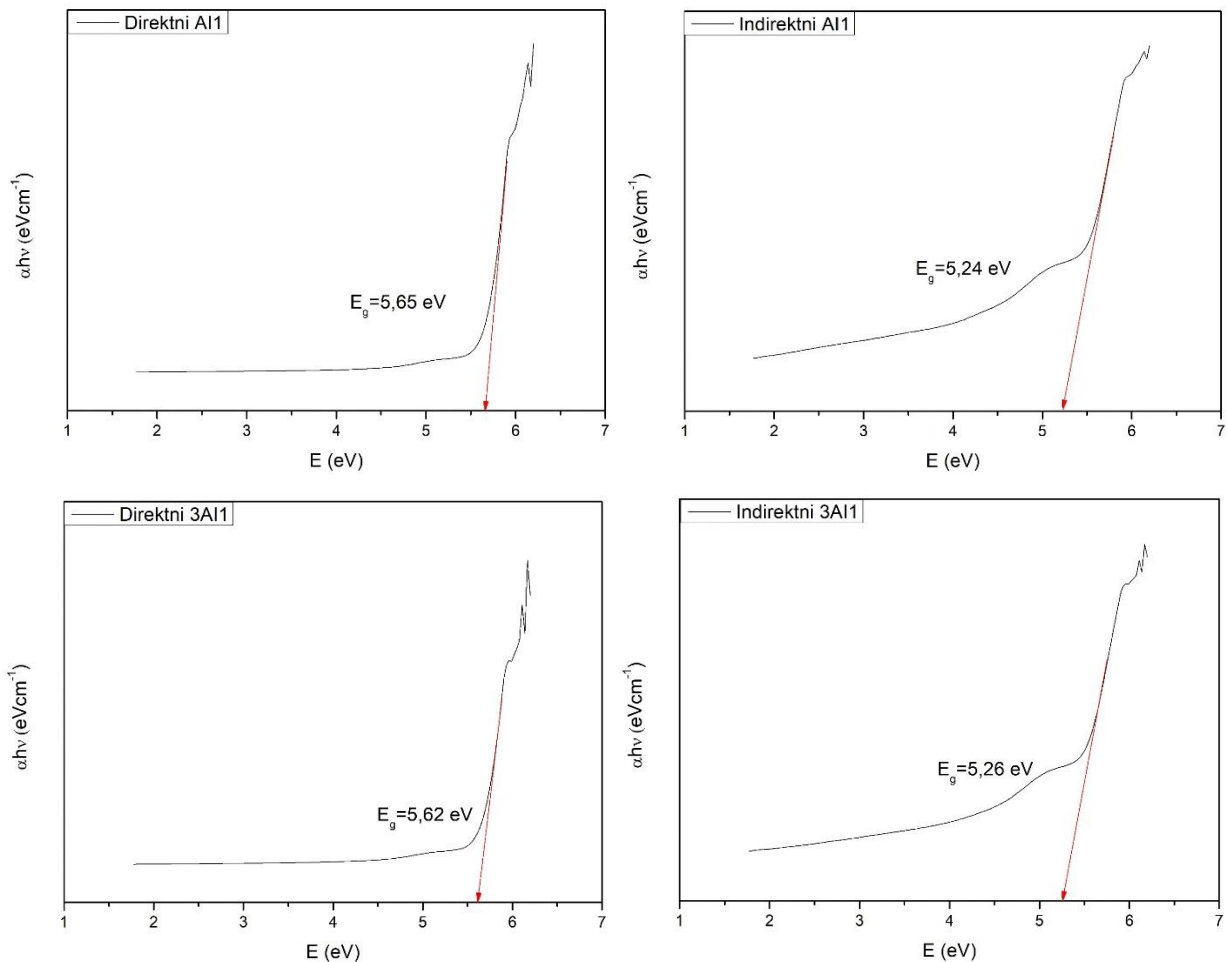 Direktni Al1
αhν (eVcm⁻¹)
E_g=5,65 eV
1 2 3 4 5 6 7
E (eV)
Indirektni Al1
αhν (eVcm⁻¹)
E_g=5,24 eV
1 2 3 4 5 6 7
E (eV)
Direktni 3Al1
αhν (eVcm⁻¹)
E_g=5,62 eV
1 2 3 4 5 6 7
E (eV)
Indirektni 3Al1
αhν (eVcm⁻¹)
E_g=5,26 eV
1 2 3 4 5 6 7
E (eV)